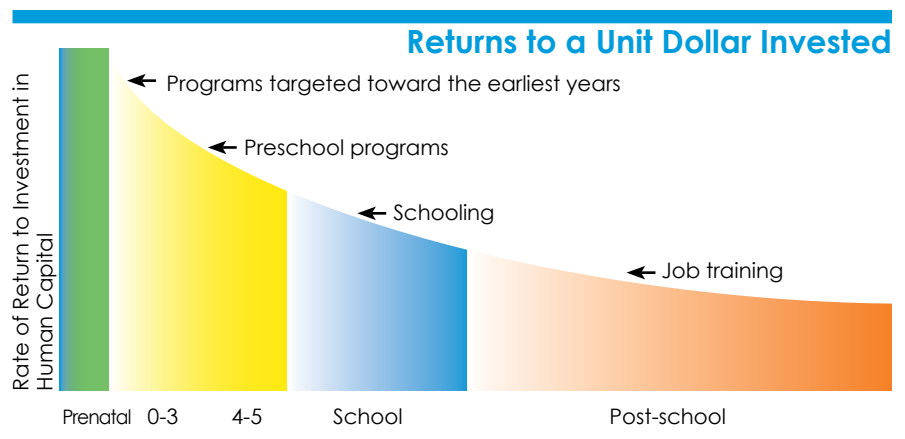 Returns to a Unit Dollar Invested
Rate of Return to Investment in
Human Capital
Programs targeted toward the earliest years
Preschool programs
Schooling
Job training
Prenatal 0-3 4-5 School Post-school